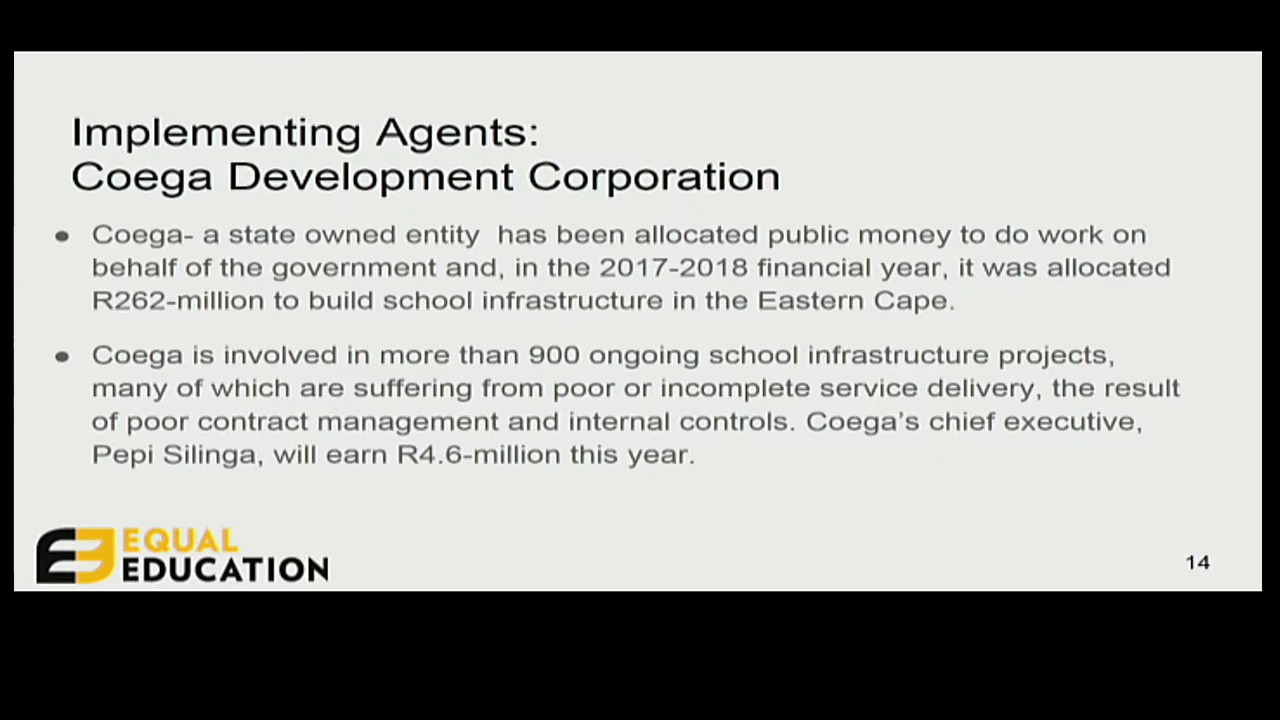 Implementing Agents:
Coega Development Corporation
● Coega- a state owned entity  has been allocated public money to do work on
behalf of the government and, in the 2017-2018 financial year, it was allocated
R262-million to build school infrastructure in the Eastern Cape.
● Coega is involved in more than 900 ongoing school infrastructure projects,
many of which are suffering from poor or incomplete service delivery, the result
of poor contract management and internal controls. Coega’s chief executive,
Pepi Silinga, will earn R4.6-million this year.
EQUAL
EDUCATION
14